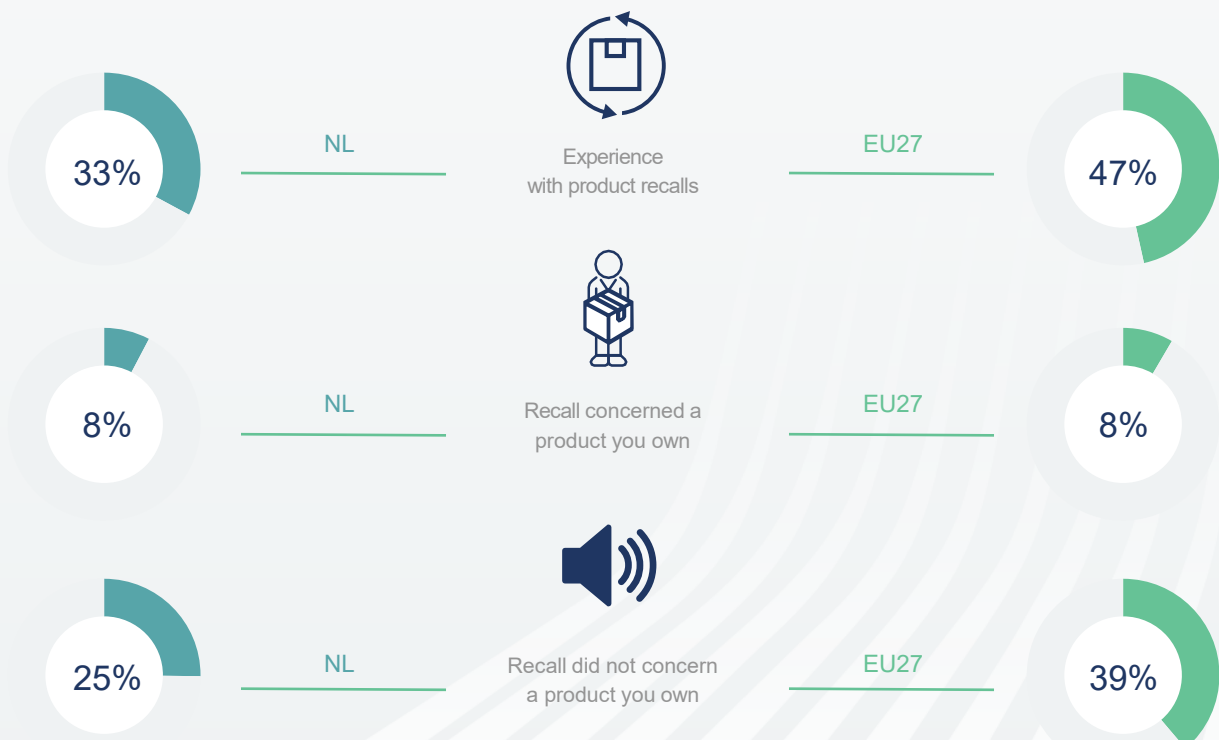 33%
NL
Experience
with product recalls
EU27
47%
8%
NL
Recall concerned a
product you own
EU27
8%
25%
NL
Recall did not concern
a product you own
EU27
39%